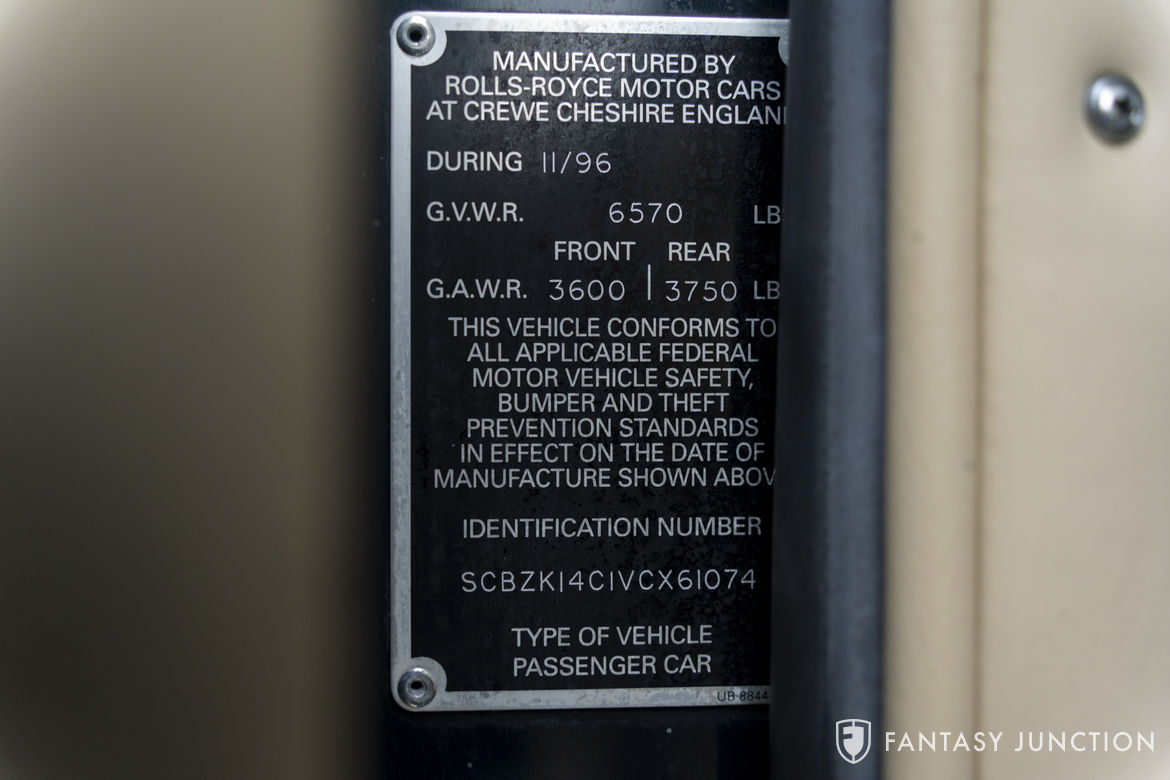 MANUFACTURED BY
ROLLS-ROYCE MOTOR CARS
AT CREWE CHESHIRE ENGLAN
DURING 11/96
G.V.W.R. 6570 LB
FRONT REAR
G.A.W.R. 3600 | 3750 LB
THIS VEHICLE CONFORMS TO
ALL APPLICABLE FEDERAL
MOTOR VEHICLE SAFETY,
BUMPER AND THEFT
PREVENTION STANDARDS
IN EFFECT ON THE DATE OF
MANUFACTURE SHOWN ABOV
IDENTIFICATION NUMBER
SCBZK14C1VCX61074
TYPE OF VEHICLE
PASSENGER CAR
UB 8844
FANTASY JUNCTION